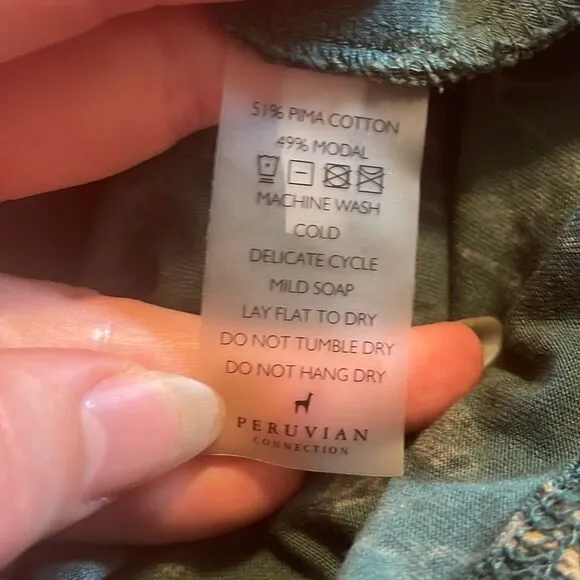 51% PIMA COTTON
49% MODAL
MACHINE WASH
COLD
DELICATE CYCLE
MILD SOAP
LAY FLAT TO DRY
DO NOT TUMBLE DRY
DO NOT HANG DRY
PERUVIAN
CONNECTION